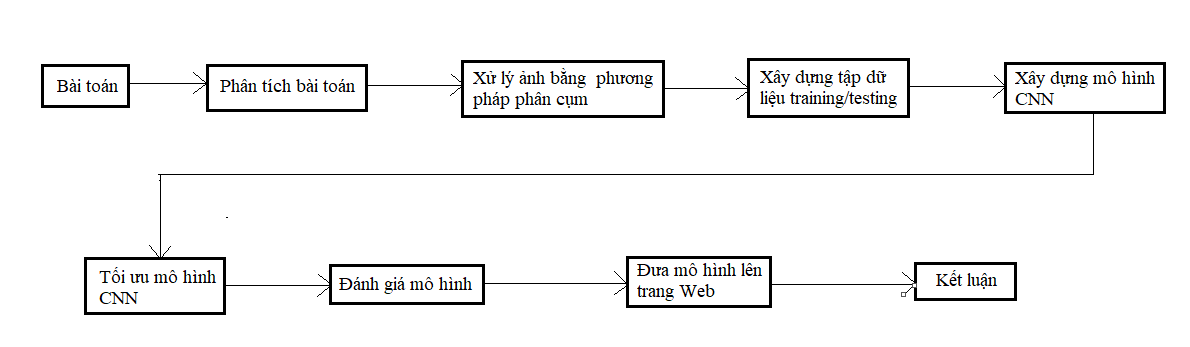 Bài toán
Phân tích bài toán
Xử lý ảnh bằng phương
pháp phân cụm
Xây dựng tập dữ
liệu training/testing
Xây dựng mô hình
CNN
Tối ưu mô hình
CNN
Đánh giá mô hình
Đưa mô hình lên
trang Web
Kết luận